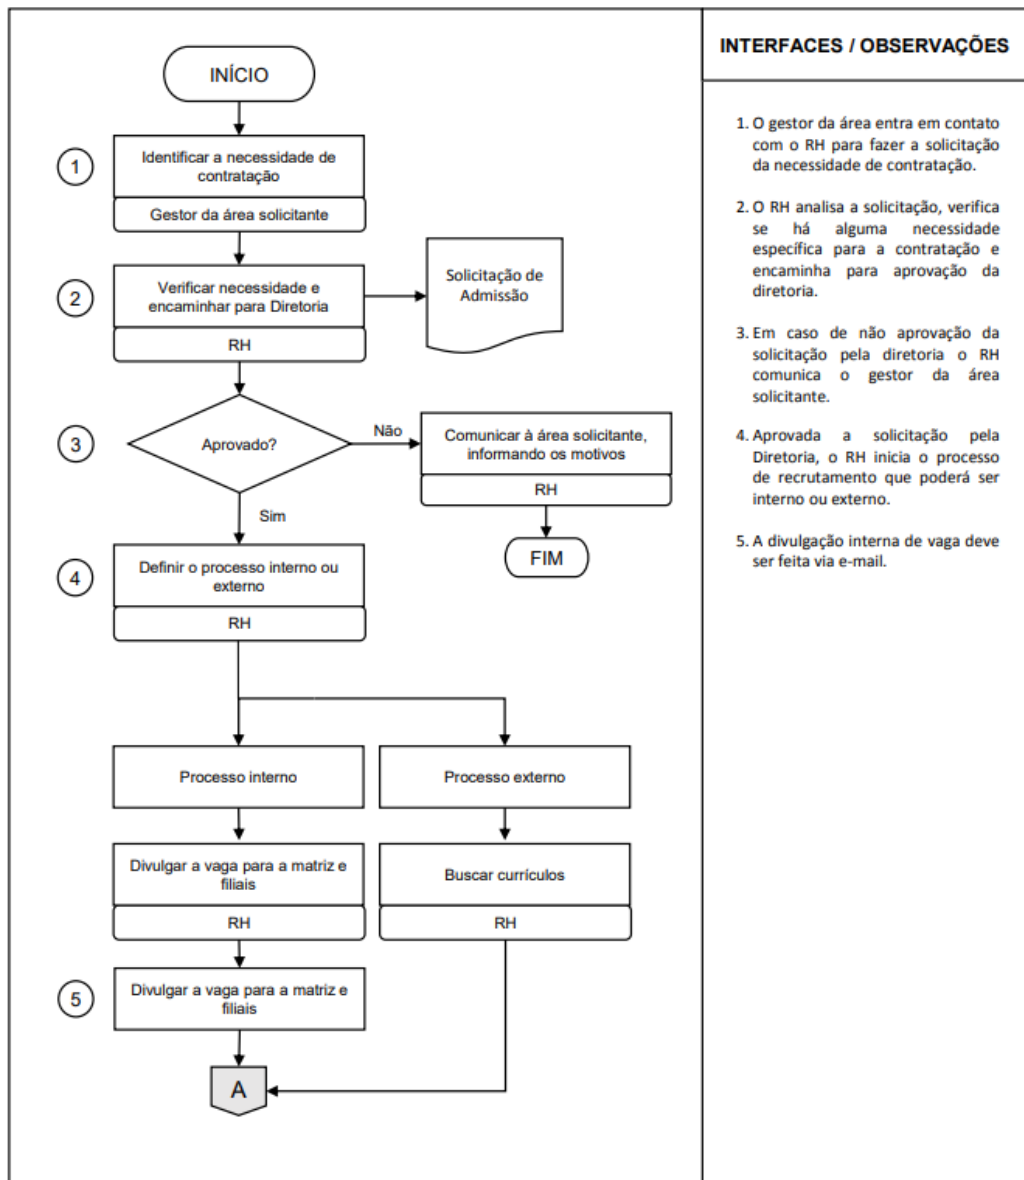 INÍCIO
1
Identificar a necessidade de
contratação
Gestor da área solicitante
2
Verificar necessidade e
encaminhar para Diretoria
RH
Solicitação de
Admissão
3
Aprovado?
Não
Comunicar à área solicitante,
informando os motivos
RH
FIM
Sim
4
Definir o processo interno ou
externo
RH
Processo interno
Processo externo
Divulgar a vaga para a matriz e
filiais
RH
Buscar currículos
RH
5
Divulgar a vaga para a matriz e
filiais
A
INTERFACES / OBSERVAÇÕES
1. O gestor da área entra em contato
com o RH para fazer a solicitação
da necessidade de contratação.
2. O RH analisa a solicitação, verifica
se há alguma necessidade
específica para a contratação e
encaminha para aprovação da
diretoria.
3. Em caso de não aprovação da
solicitação pela diretoria o RH
comunica o gestor da área
solicitante.
4. Aprovada a solicitação pela
Diretoria, o RH inicia o processo
de recrutamento que poderá ser
interno ou externo.
5. A divulgação interna de vaga deve
ser feita via e-mail.